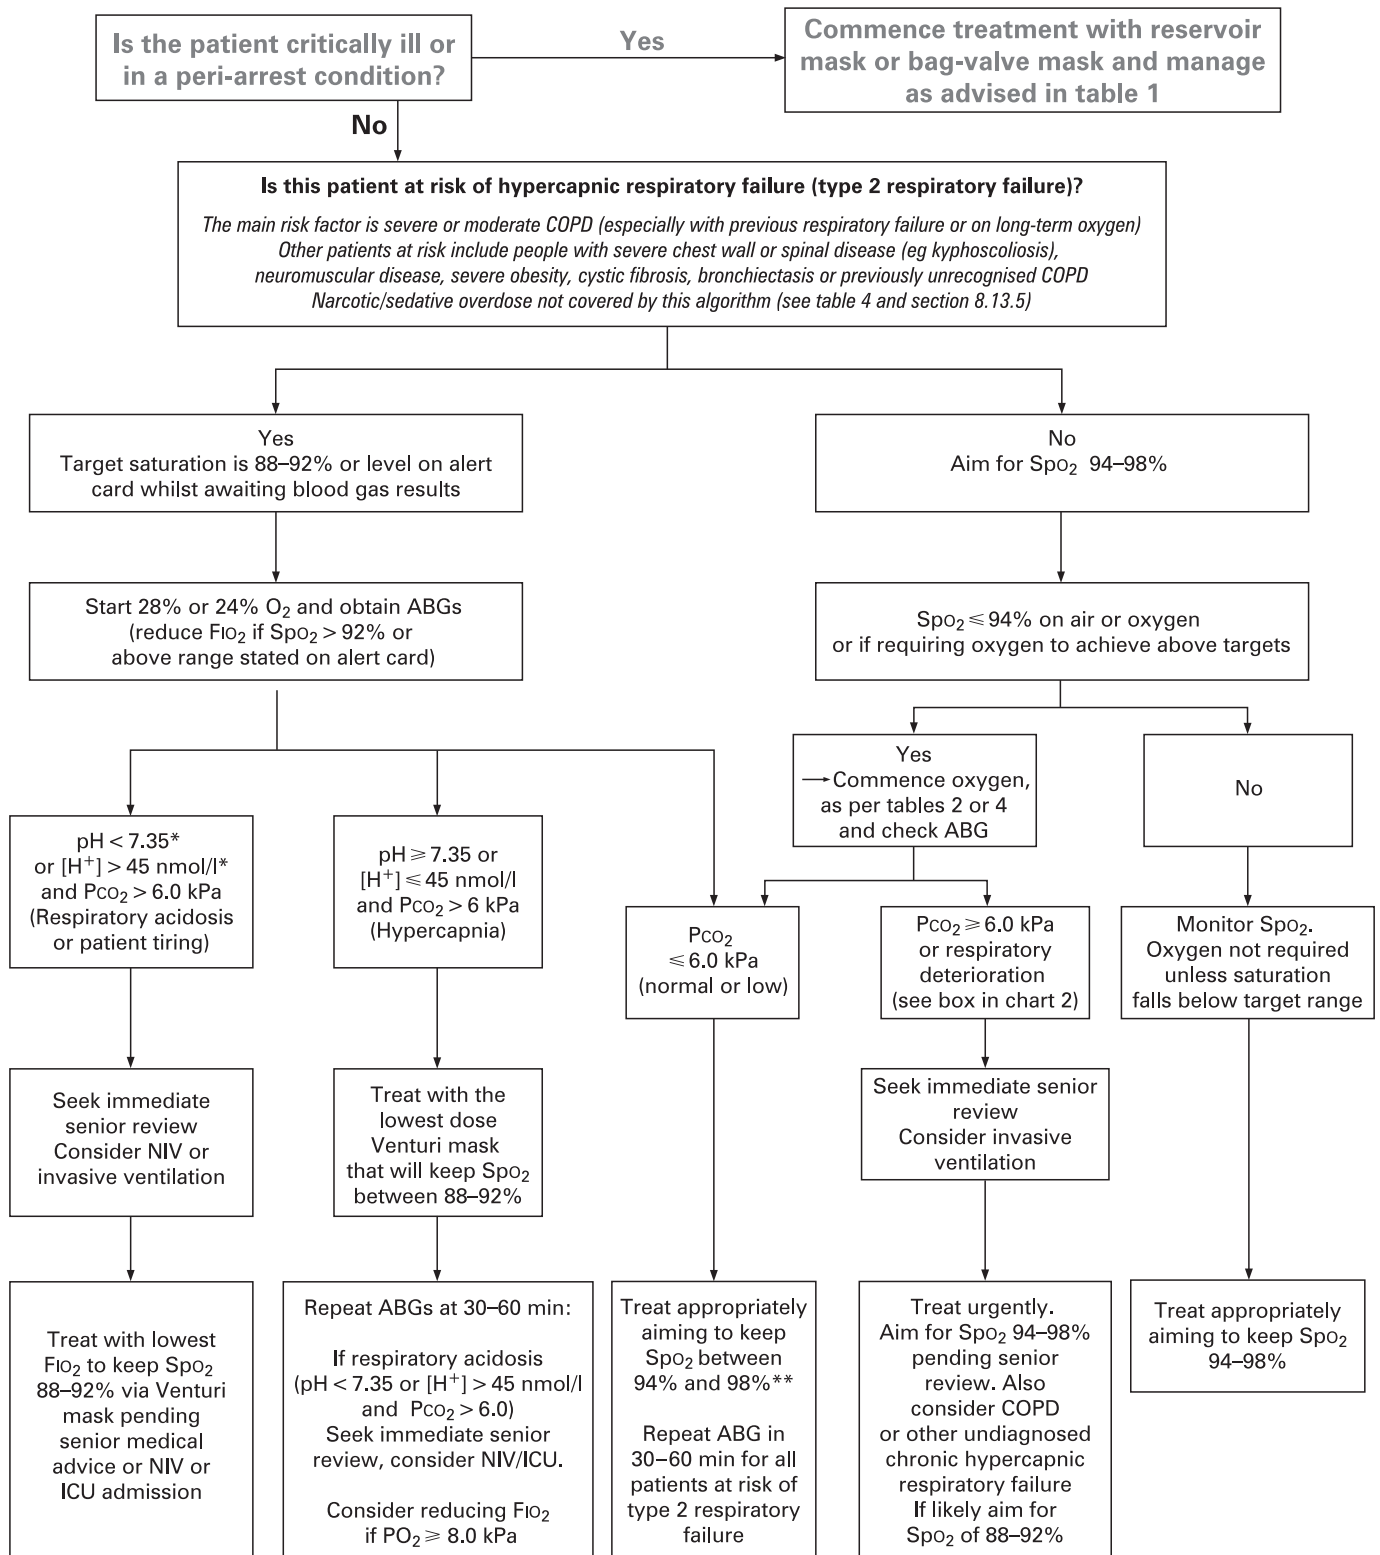 Is the patient critically ill or
in a peri-arrest condition?
Yes
Commence treatment with reservoir
mask or bag-valve mask and manage
as advised in table 1
No
Is this patient at risk of hypercapnic respiratory failure (type 2 respiratory failure)?
The main risk factor is severe or moderate COPD (especially with previous respiratory failure or on long-term oxygen)
Other patients at risk include people with severe chest wall or spinal disease (eg kyphoscoliosis),
neuromuscular disease, severe obesity, cystic fibrosis, bronchiectasis or previously unrecognised COPD
Narcotic/sedative overdose not covered by this algorithm (see table 4 and section 8.13.5)
Yes
Target saturation is 88–92% or level on alert
card whilst awaiting blood gas results
No
Aim for SpO₂ 94–98%
Start 28% or 24% O₂ and obtain ABGs
(reduce FIO₂ if SpO₂ > 92% or
above range stated on alert card)
SpO₂ ⩽ 94% on air or oxygen
or if requiring oxygen to achieve above targets
Yes
→ Commence oxygen,
as per tables 2 or 4
and check ABG
No
pH < 7.35*
or [H⁺] > 45 nmol/l*
and PCO₂ > 6.0 kPa
(Respiratory acidosis
or patient tiring)
pH ⩾ 7.35 or
[H⁺] ⩽ 45 nmol/l
and PCO₂ > 6 kPa
(Hypercapnia)
PCO₂
⩽ 6.0 kPa
(normal or low)
PCO₂ ⩾ 6.0 kPa
or respiratory
deterioration
(see box in chart 2)
Monitor SpO₂.
Oxygen not required
unless saturation
falls below target range
Seek immediate
senior review
Consider NIV or
invasive ventilation
Treat with the
lowest dose
Venturi mask
that will keep SpO₂
between 88–92%
Seek immediate senior
review
Consider invasive
ventilation
Treat with lowest
FIO₂ to keep SpO₂
88–92% via Venturi
mask pending
senior medical
advice or NIV or
ICU admission
Repeat ABGs at 30–60 min:
If respiratory acidosis
(pH < 7.35 or [H⁺] > 45 nmol/l
and PCO₂ > 6.0)
Seek immediate senior
review, consider NIV/ICU.
Consider reducing FIO₂
if PO₂ ⩾ 8.0 kPa
Treat appropriately
aiming to keep
SpO₂ between
94% and 98%**
Repeat ABG in
30–60 min for all
patients at risk of
type 2 respiratory
failure
Treat urgently.
Aim for SpO₂ 94–98%
pending senior
review. Also
consider COPD
or other undiagnosed
chronic hypercapnic
respiratory failure
If likely aim for
SpO₂ of 88–92%
Treat appropriately
aiming to keep SpO₂
94–98%